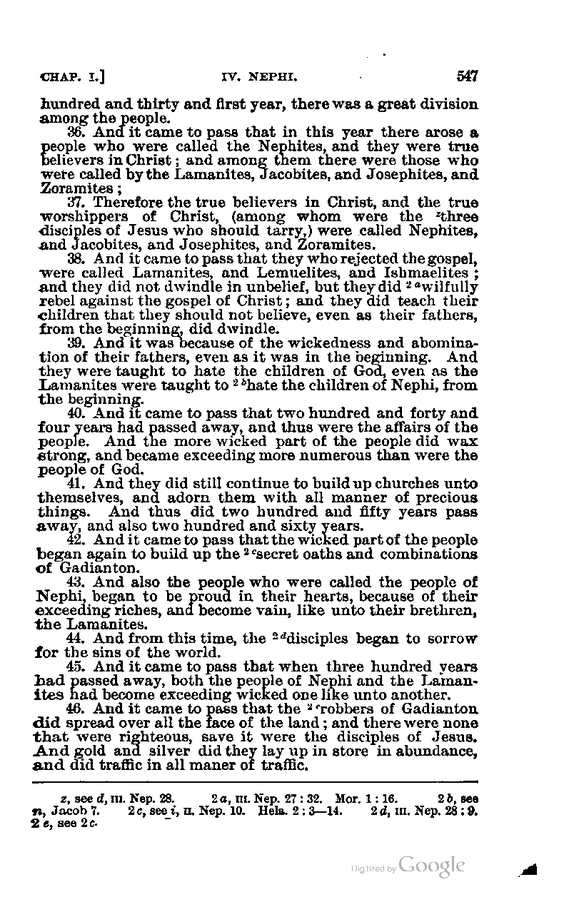 CHAP. I.] IV. NEPHI. 547
hundred and thirty and first year, there was a great division
among the people.
36. And it came to pass that in this year there arose a
people who were called the Nephites, and they were true
believers in Christ; and among them there were those who
were called by the Lamanites, Jacobites, and Josephites, and
Zoramites;
37. Therefore the true believers in Christ, and the true
worshippers of Christ, (among whom were the ᶻthree
disciples of Jesus who should tarry,) were called Nephites,
and Jacobites, and Josephites, and Zoramites.
38. And it came to pass that they who rejected the gospel,
were called Lamanites, and Lemuelites, and Ishmaelites;
and they did not dwindle in unbelief, but they did ²ᵃwilfully
rebel against the gospel of Christ; and they did teach their
children that they should not believe, even as their fathers,
from the beginning, did dwindle.
39. And it was because of the wickedness and abomina-
tion of their fathers, even as it was in the beginning. And
they were taught to hate the children of God, even as the
Lamanites were taught to ²ᵇhate the children of Nephi, from
the beginning.
40. And it came to pass that two hundred and forty and
four years had passed away, and thus were the affairs of the
people. And the more wicked part of the people did wax
strong, and became exceeding more numerous than were the
people of God.
41. And they did still continue to build up churches unto
themselves, and adorn them with all manner of precious
things. And thus did two hundred and fifty years pass
away, and also two hundred and sixty years.
42. And it came to pass that the wicked part of the people
began again to build up the ²ᶜsecret oaths and combinations
of Gadianton.
43. And also the people who were called the people of
Nephi, began to be proud in their hearts, because of their
exceeding riches, and become vain, like unto their brethren,
the Lamanites.
44. And from this time, the ²ᵈdisciples began to sorrow
for the sins of the world.
45. And it came to pass that when three hundred years
had passed away, both the people of Nephi and the Laman-
ites had become exceeding wicked one like unto another.
46. And it came to pass that the ²ᵉrobbers of Gadianton
did spread over all the face of the land; and there were none
that were righteous, save it were the disciples of Jesus.
And gold and silver did they lay up in store in abundance,
and did traffic in all maner of traffic.
z, see d, III. Nep. 28. 2a, III. Nep. 27:32. Mor. 1:16. 2b, see
n, Jacob 7. 2c, see i, II. Nep. 10. Hela. 2:3—14. 2d, III. Nep. 28:9.
2e, see 2c.
Digitized by Google